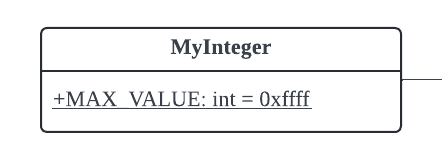 MyInteger
+MAX_VALUE: int = 0xffff